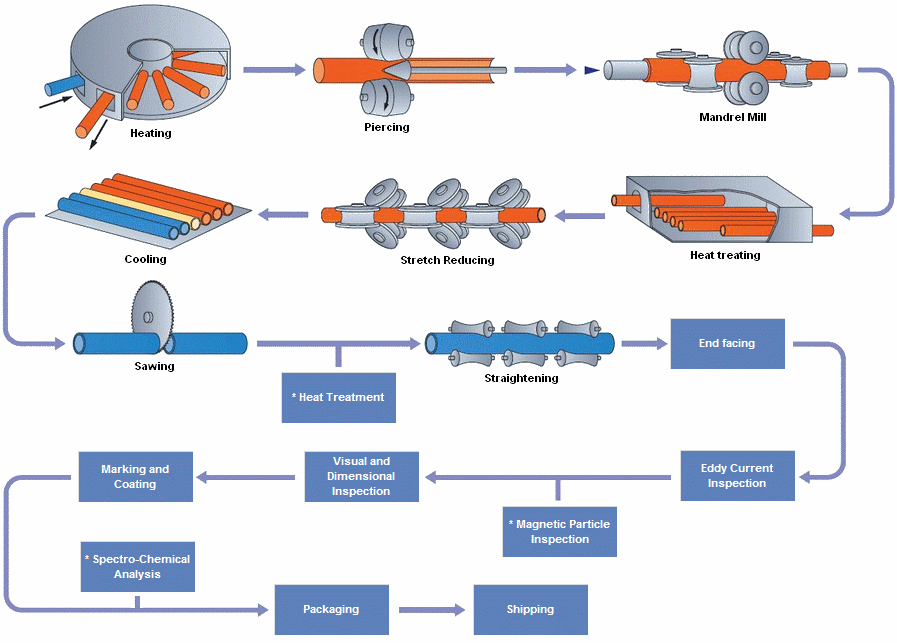 Heating
Piercing
Mandrel Mill
Heat treating
Stretch Reducing
Cooling
Sawing
* Heat Treatment
Straightening
End facing
Eddy Current
Inspection
* Magnetic Particle
Inspection
Visual and
Dimensional
Inspection
Marking and
Coating
* Spectro-Chemical
Analysis
Packaging
Shipping